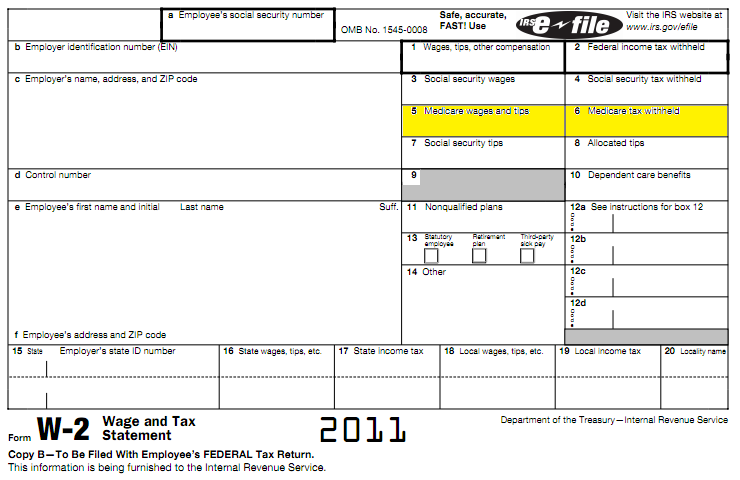 a Employee's social security number
OMB No. 1545-0008
Safe, accurate,
FAST! Use
IRS e file
Visit the IRS website at
www.irs.gov/efile
b Employer identification number (EIN)
1 Wages, tips, other compensation
2 Federal income tax withheld
c Employer's name, address, and ZIP code
3 Social security wages
4 Social security tax withheld
5 Medicare wages and tips
6 Medicare tax withheld
7 Social security tips
8 Allocated tips
d Control number
9
10 Dependent care benefits
e Employee's first name and initial Last name Suff.
11 Nonqualified plans
12a See instructions for box 12
Code
13 Statutory employee Retirement plan Third-party sick pay
12b
Code
14 Other
12c
Code
12d
Code
f Employee's address and ZIP code
15 State Employer's state ID number
16 State wages, tips, etc.
17 State income tax
18 Local wages, tips, etc.
19 Local income tax
20 Locality name
Form W-2 Wage and Tax
Statement
2011
Department of the Treasury—Internal Revenue Service
Copy B—To Be Filed With Employee's FEDERAL Tax Return.
This information is being furnished to the Internal Revenue Service.